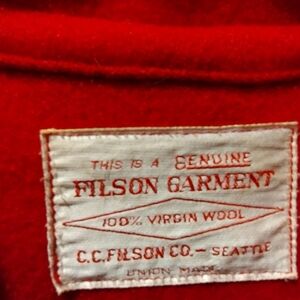 THIS IS A GENUINE
FILSON GARMENT
100% VIRGIN WOOL
C.C. FILSON CO. — SEATTLE
UNION MADE